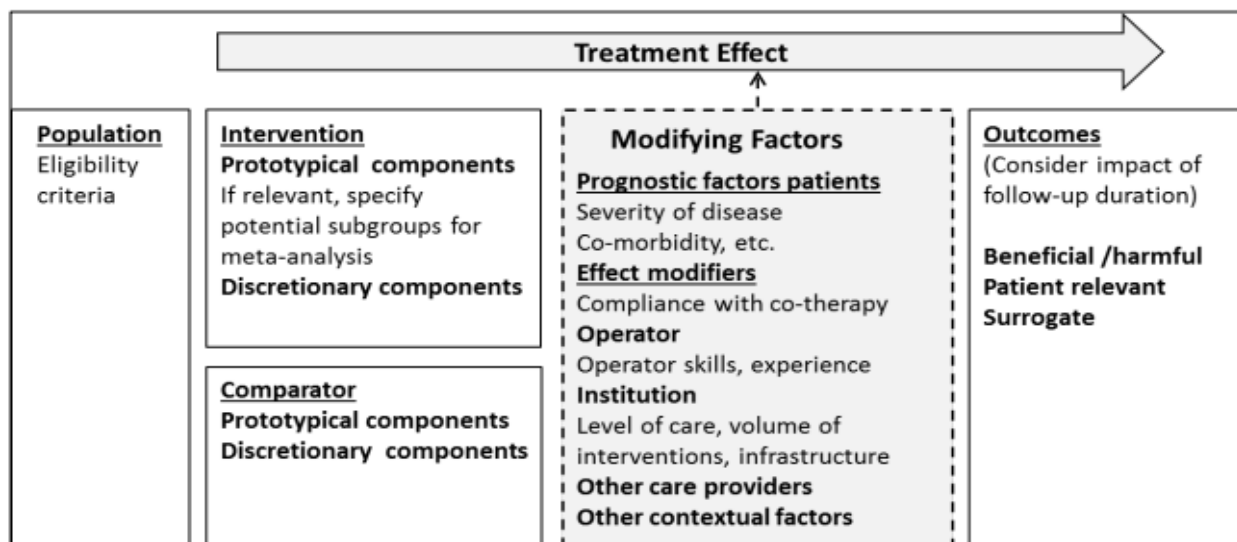 Treatment Effect
Population
Eligibility
criteria
Intervention
Prototypical components
If relevant, specify
potential subgroups for
meta-analysis
Discretionary components
Comparator
Prototypical components
Discretionary components
Modifying Factors
Prognostic factors patients
Severity of disease
Co-morbidity, etc.
Effect modifiers
Compliance with co-therapy
Operator
Operator skills, experience
Institution
Level of care, volume of
interventions, infrastructure
Other care providers
Other contextual factors
Outcomes
(Consider impact of
follow-up duration)
Beneficial /harmful
Patient relevant
Surrogate